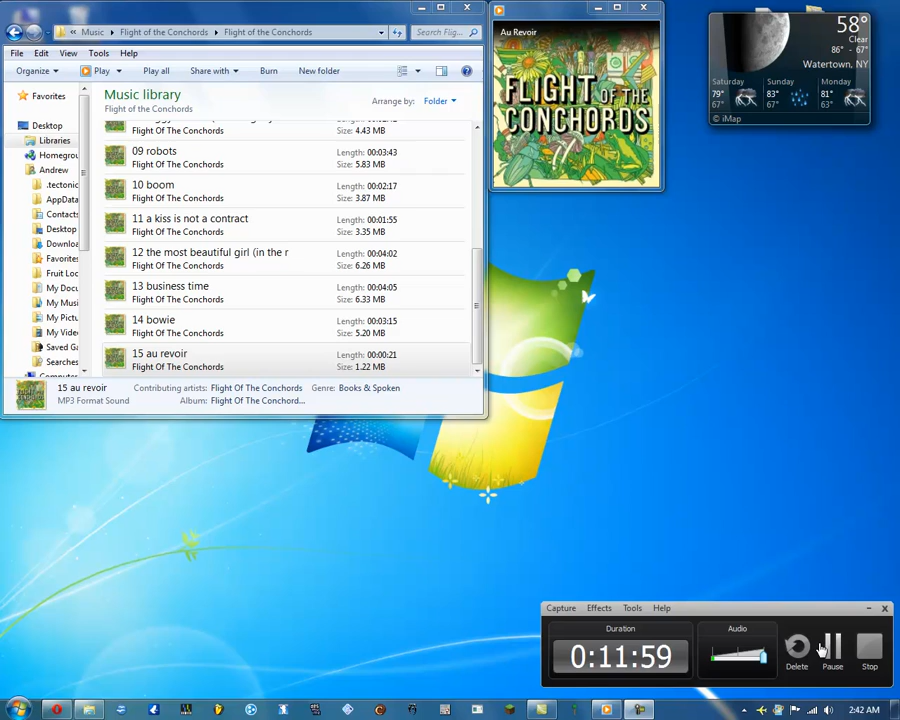 « Music ▸ Flight of the Conchords ▸ Flight of the Conchords
Search Flig...
File Edit View Tools Help
Organize Play Play all Share with Burn New folder
Favorites
Desktop
Libraries
Homegrou
Andrew
.tectonic
AppData
Contacts
Desktop
Downloa
Favorites
Fruit Loo
My Docu
My Musi
My Pictu
My Video
Saved Ga
Searches
Computer
Music library
Flight of the Conchords
Arrange by: Folder
Flight Of The Conchords Size: 4.43 MB
09 robots Length: 00:03:43
Flight Of The Conchords Size: 5.83 MB
10 boom Length: 00:02:17
Flight Of The Conchords Size: 3.87 MB
11 a kiss is not a contract Length: 00:01:55
Flight Of The Conchords Size: 3.35 MB
12 the most beautiful girl (in the r Length: 00:04:02
Flight Of The Conchords Size: 6.26 MB
13 business time Length: 00:04:05
Flight Of The Conchords Size: 6.33 MB
14 bowie Length: 00:03:15
Flight Of The Conchords Size: 5.20 MB
15 au revoir Length: 00:00:21
Flight Of The Conchords Size: 1.22 MB
15 au revoir Contributing artists: Flight Of The Conchords Genre: Books & Spoken
MP3 Format Sound Album: Flight Of The Conchord...
Au Revoir
FLIGHT OF THE
CONCHORDS
58°
Clear
86° - 67°
Watertown, NY
Saturday Sunday Monday
79° 83° 81°
67° 67° 63°
© iMap
Capture Effects Tools Help
Duration Audio
0:11:59
Delete Pause Stop
2:42 AM